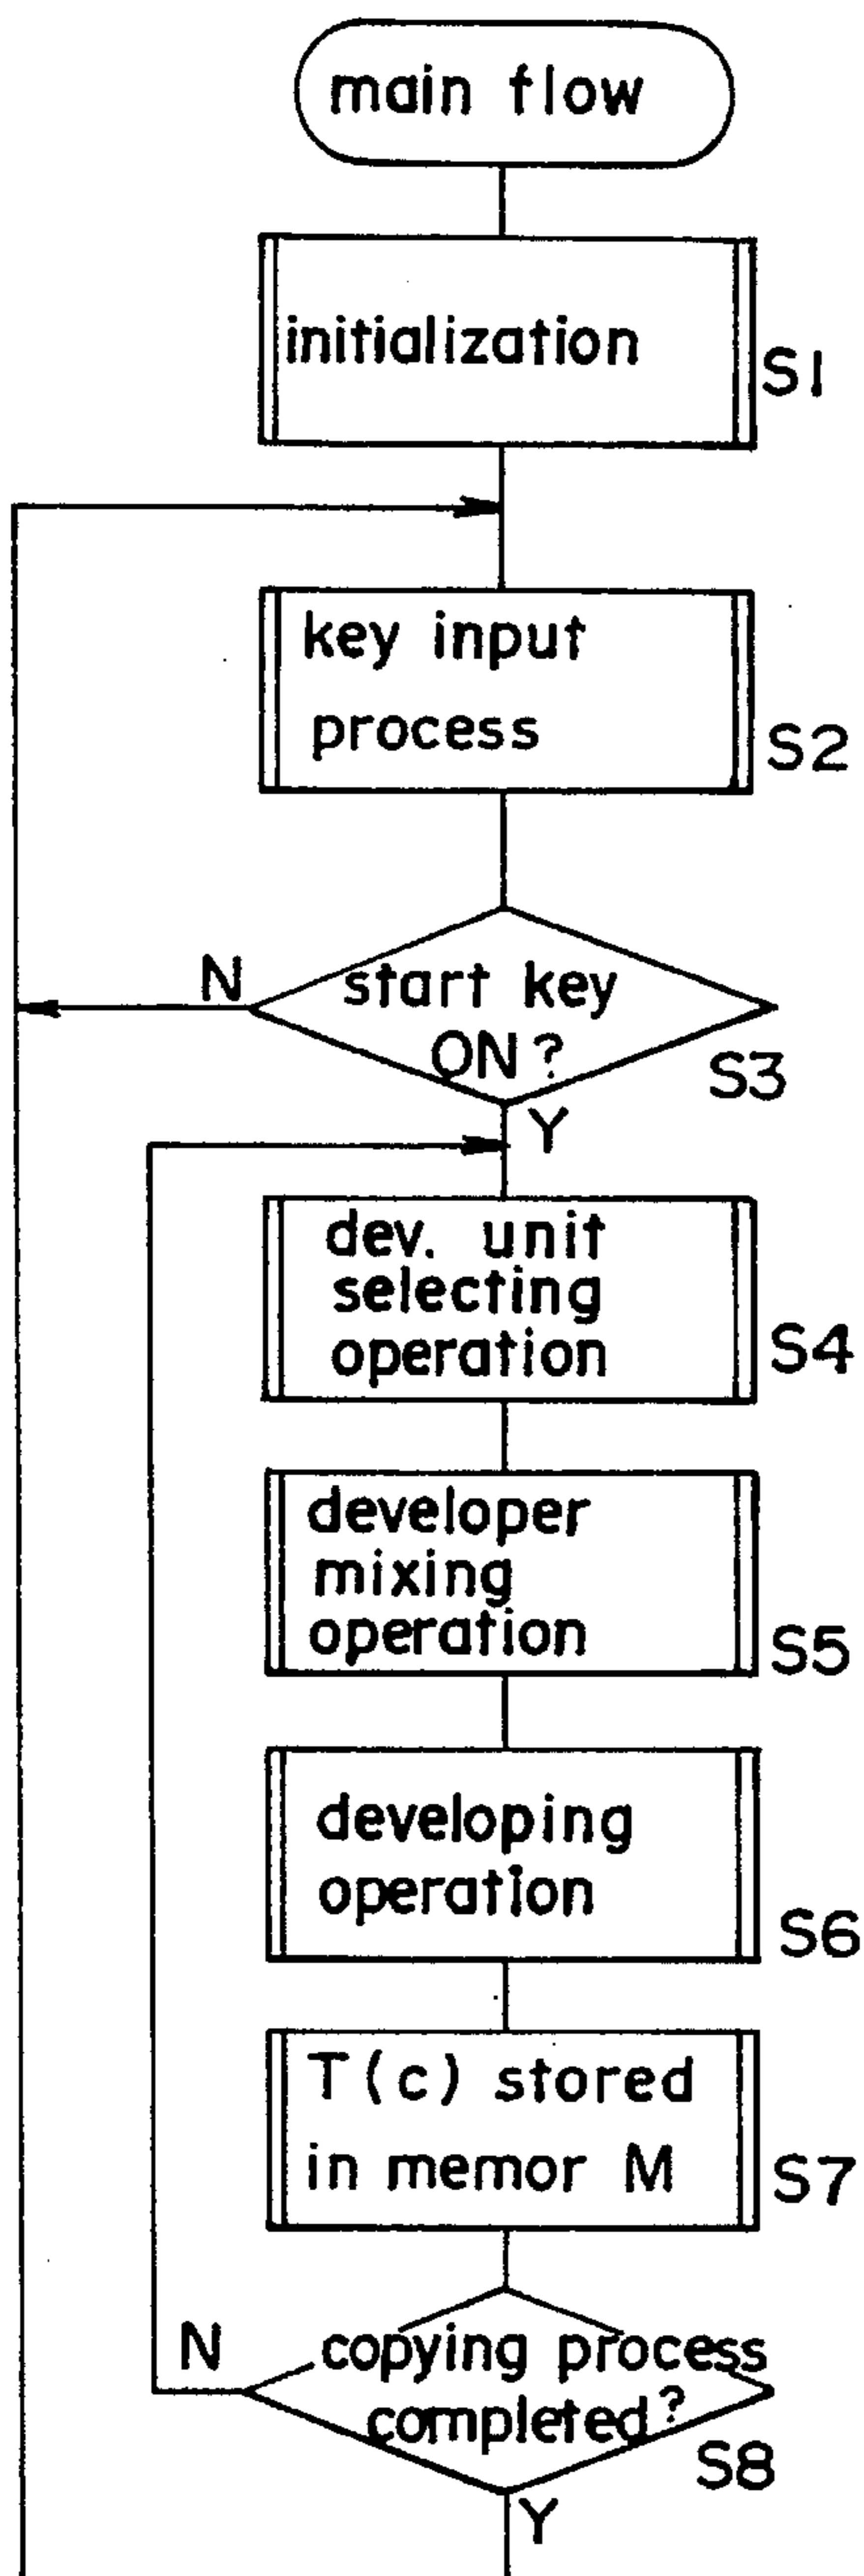 main flow
initialization
S1
key input
process
S2
N
start key
ON?
S3
Y
dev. unit
selecting
operation
S4
developer
mixing
operation
S5
developing
operation
S6
T(c) stored
in memor M
S7
N
copying process
completed?
S8
Y